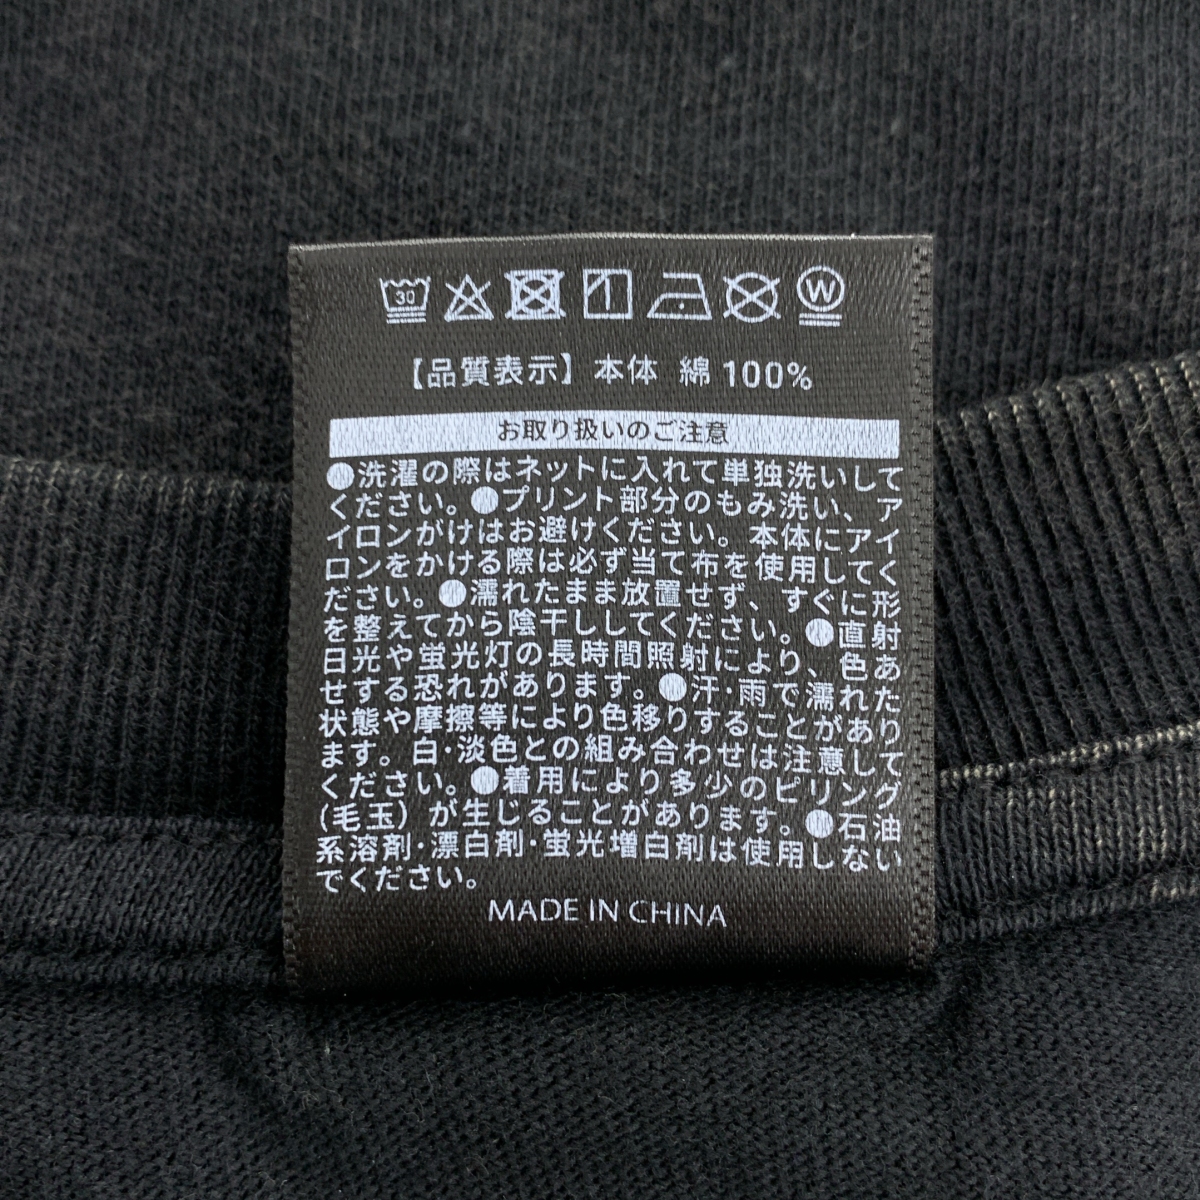 30 W
【品質表示】本体 綿 100%
お取り扱いのご注意
●洗濯の際はネットに入れて単独洗いして
ください。●プリント部分のもみ洗い、ア
イロンがけはお避けください。本体にアイ
ロンをかける際は必ず当て布を使用してく
ださい。●濡れたまま放置せず、すぐに形
を整えてから陰干ししてください。●直射
日光や蛍光灯の長時間照射により、色あ
せする恐れがあります。●汗・雨で濡れた
状態や摩擦等により色移りすることがあり
ます。白・淡色との組み合わせは注意して
ください。●着用により多少のピリング
(毛玉)が生じることがあります。●石油
系溶剤・漂白剤・蛍光増白剤は使用しない
でください。
MADE IN CHINA